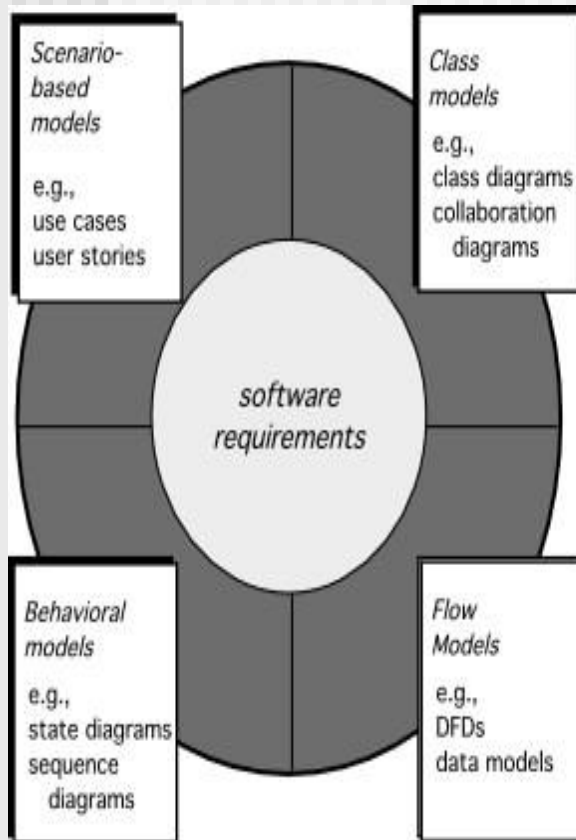 Scenario-
based
models
e.g.,
use cases
user stories
Class
models
e.g.,
class diagrams
collaboration
diagrams
software
requirements
Behavioral
models
e.g.,
state diagrams
sequence
diagrams
Flow
Models
e.g.,
DFDs
data models